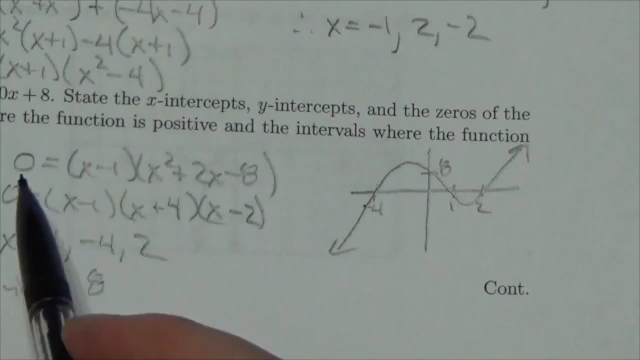 x + x) + (-4x-4)
x²(x+1) -4(x+1)
(x+1)(x²-4)
∴ x = -1, 2, -2
0x + 8. State the x-intercepts, y-intercepts, and the zeros of the
re the function is positive and the intervals where the function
0 = (x-1)(x²+2x-8)
(x-1)(x+4)(x-2)
-4, 2
8
8
-4 1 2
Cont.